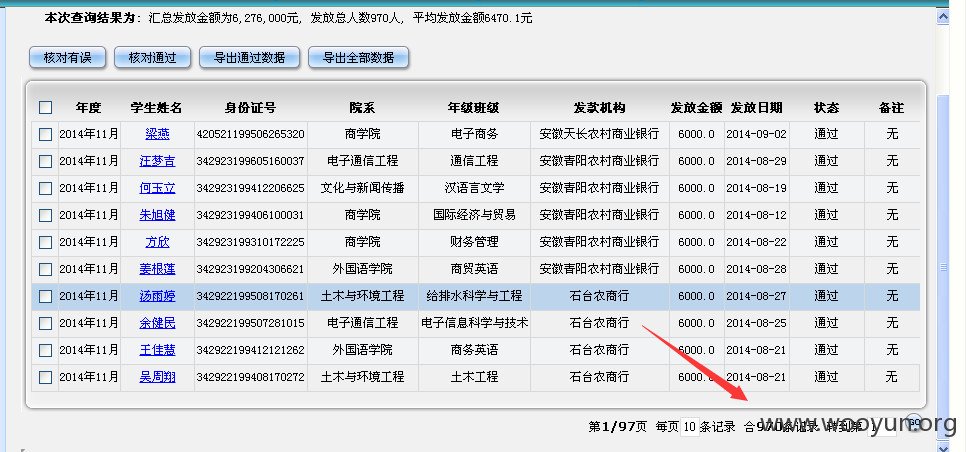 本次查询结果为: 汇总发放金额为6,276,000元, 发放总人数970人, 平均发放金额6470.1元
核对有误 核对通过 导出通过数据 导出全部数据
年度 学生姓名 身份证号 院系 年级班级 发款机构 发放金额 发放日期 状态 备注
2014年11月 梁燕 420521199506265320 商学院 电子商务 安徽天长农村商业银行 6000.0 2014-09-02 通过 无
2014年11月 汪梦吉 342923199605160037 电子通信工程 通信工程 安徽青阳农村商业银行 6000.0 2014-08-29 通过 无
2014年11月 何玉立 342923199412206625 文化与新闻传播 汉语言文学 安徽青阳农村商业银行 6000.0 2014-08-19 通过 无
2014年11月 朱旭健 342923199406100031 商学院 国际经济与贸易 安徽青阳农村商业银行 6000.0 2014-08-12 通过 无
2014年11月 方欣 342923199310172225 商学院 财务管理 安徽青阳农村商业银行 6000.0 2014-08-22 通过 无
2014年11月 姜根莲 342923199204306621 外国语学院 商贸英语 安徽青阳农村商业银行 6000.0 2014-08-28 通过 无
2014年11月 汤雨婷 342922199508170261 土木与环境工程 给排水科学与工程 石台农商行 6000.0 2014-08-27 通过 无
2014年11月 余健民 342922199507281015 电子通信工程 电子信息科学与技术 石台农商行 6000.0 2014-08-25 通过 无
2014年11月 王佳慧 342922199412121262 外国语学院 商务英语 石台农商行 6000.0 2014-08-21 通过 无
2014年11月 吴周翔 342922199408170272 土木与环境工程 土木工程 石台农商行 6000.0 2014-08-21 通过 无
第1/97页 每页 10 条记录 合970条记录 转到第 1 GO
www.wooyun.org